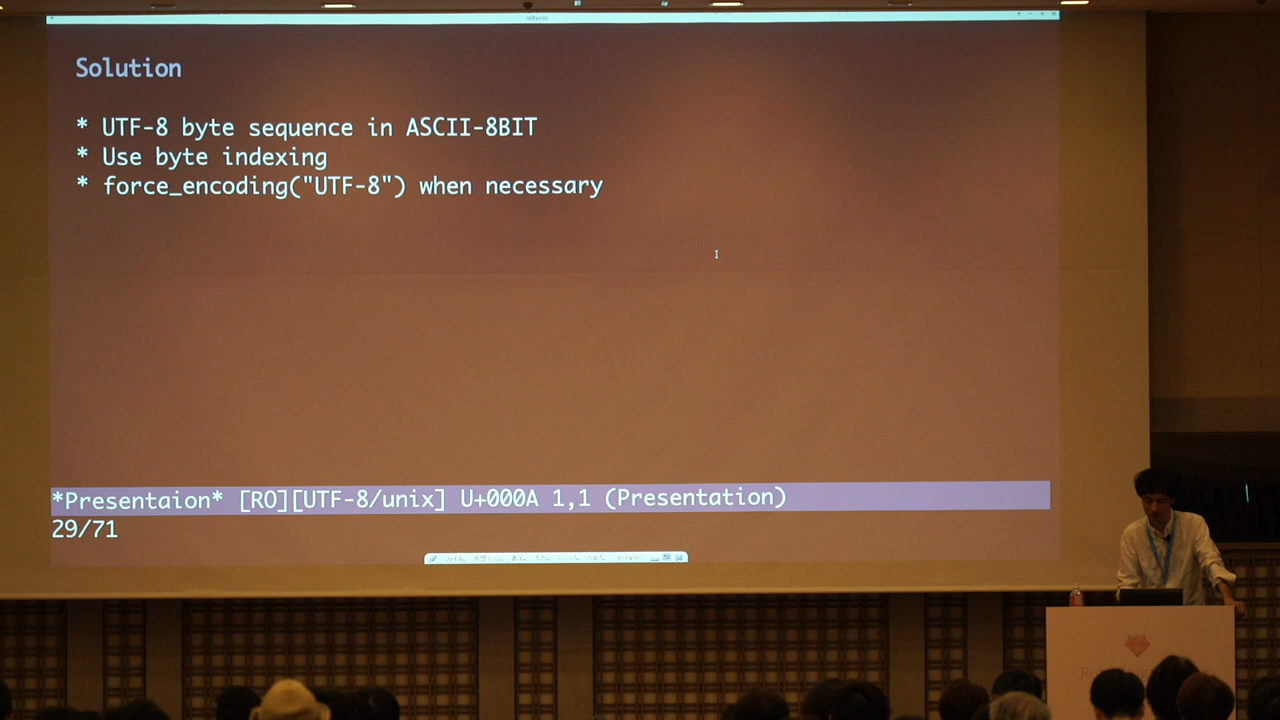 Solution
* UTF-8 byte sequence in ASCII-8BIT
* Use byte indexing
* force_encoding("UTF-8") when necessary
*Presentaion* [RO][UTF-8/unix] U+000A 1,1 (Presentation)
29/71